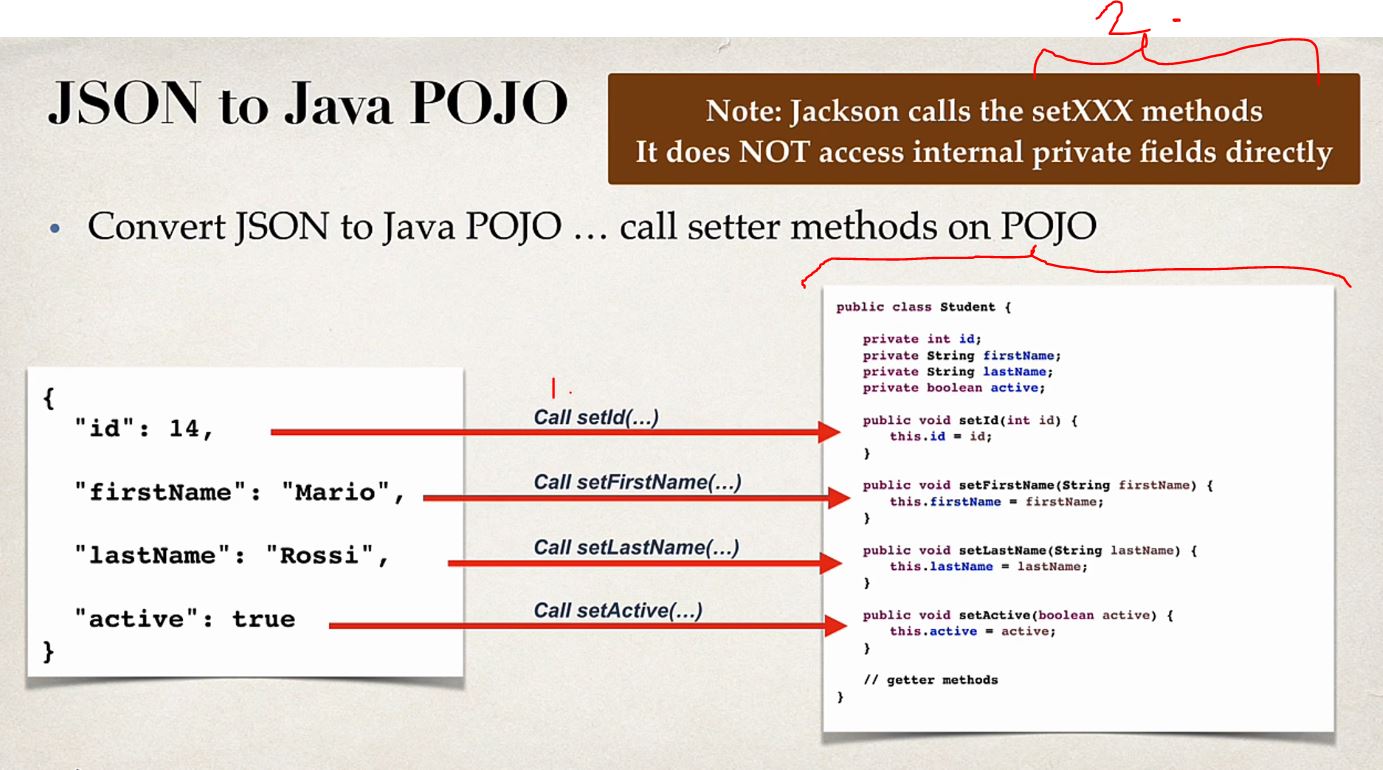 2.
JSON to Java POJO
Note: Jackson calls the setXXX methods
It does NOT access internal private fields directly
• Convert JSON to Java POJO … call setter methods on POJO
{
"id": 14,
"firstName": "Mario",
"lastName": "Rossi",
"active": true
}
1.
Call setId(…)
Call setFirstName(…)
Call setLastName(…)
Call setActive(…)
public class Student {
private int id;
private String firstName;
private String lastName;
private boolean active;
public void setId(int id) {
this.id = id;
}
public void setFirstName(String firstName) {
this.firstName = firstName;
}
public void setLastName(String lastName) {
this.lastName = lastName;
}
public void setActive(boolean active) {
this.active = active;
}
// getter methods
}